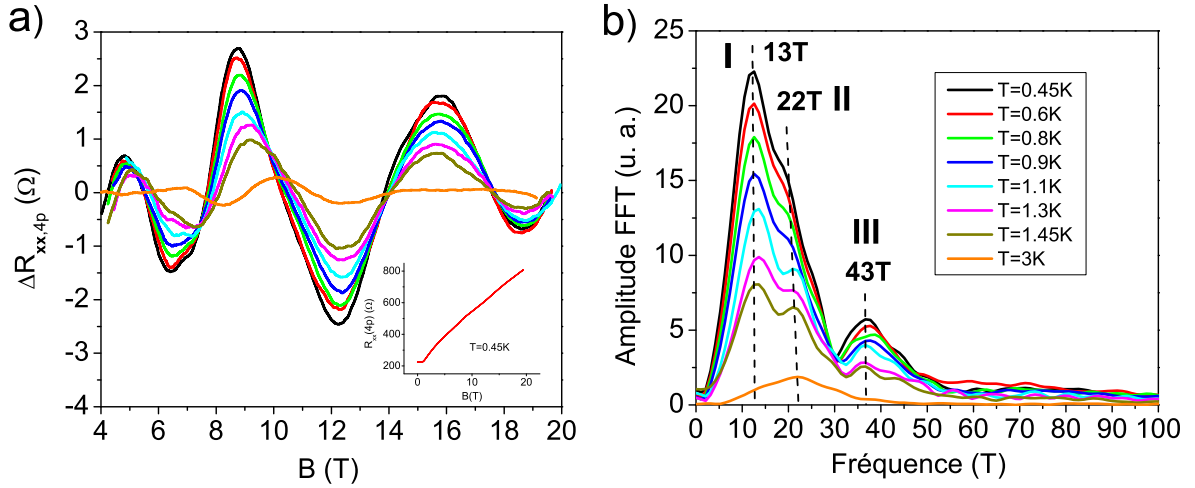 a)
3
2
1
0
-1
-2
-3
-4
ΔRxx,4p (Ω)
4 6 8 10 12 14 16 18 20
B (T)
800
600
400
200
Rxx(4p) (Ω)
T=0.45K
0 10 20
B(T)
b)
25
20
15
10
5
0
Amplitude FFT (u. a.)
I
13T
22T II
III
43T
T=0.45K
T=0.6K
T=0.8K
T=0.9K
T=1.1K
T=1.3K
T=1.45K
T=3K
0 10 20 30 40 50 60 70 80 90 100
Fréquence (T)